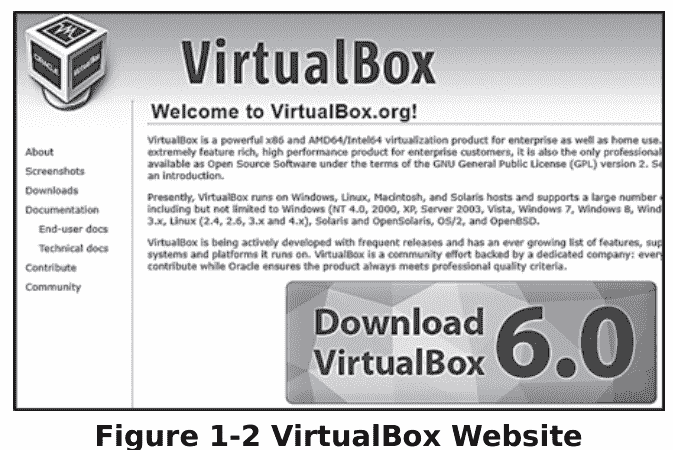 VirtualBox
Welcome to VirtualBox.org!
VirtualBox is a powerful x86 and AMD64/Intel64 virtualization product for enterprise as well as home use.
extremely feature rich, high performance product for enterprise customers, it is also the only professional
available as Open Source Software under the terms of the GNU General Public License (GPL) version 2. Se
an introduction.
Presently, VirtualBox runs on Windows, Linux, Macintosh, and Solaris hosts and supports a large number
including but not limited to Windows (NT 4.0, 2000, XP, Server 2003, Vista, Windows 7, Windows 8, Wind
3.x, Linux (2.4, 2.6, 3.x and 4.x), Solaris and OpenSolaris, OS/2, and OpenBSD.
VirtualBox is being actively developed with frequent releases and has an ever growing list of features, sup
systems and platforms it runs on. VirtualBox is a community effort backed by a dedicated company: every
contribute while Oracle ensures the product always meets professional quality criteria.
About
Screenshots
Downloads
Documentation
End-user docs
Technical docs
Contribute
Community
Download
VirtualBox
6.0
Figure 1-2 VirtualBox Website